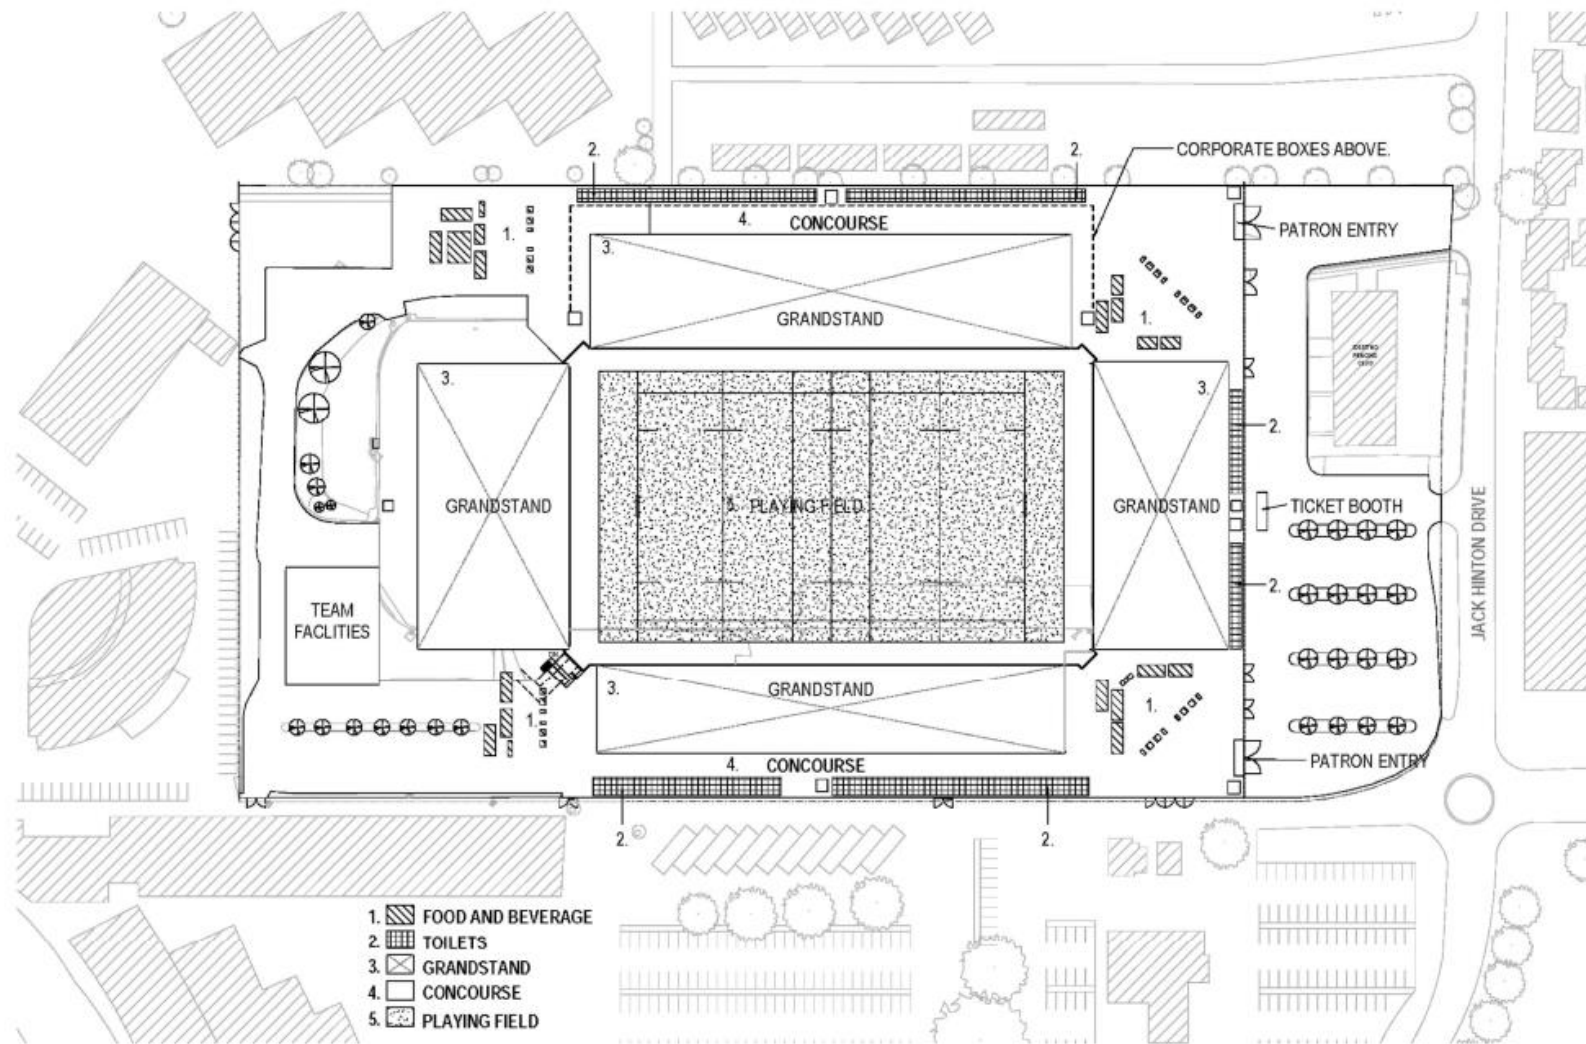 2.
2.
CORPORATE BOXES ABOVE.
1.
4.
CONCOURSE
PATRON ENTRY
3.
GRANDSTAND
1.
3.
3.
2.
GRANDSTAND
PLAYING FIELD
GRANDSTAND
TICKET BOOTH
JACK HINTON DRIVE
2.
TEAM
FACLITIES
3.
GRANDSTAND
1.
1.
4.
CONCOURSE
PATRON ENTRY
2.
2.
1. FOOD AND BEVERAGE
2. TOILETS
3. GRANDSTAND
4. CONCOURSE
5. PLAYING FIELD